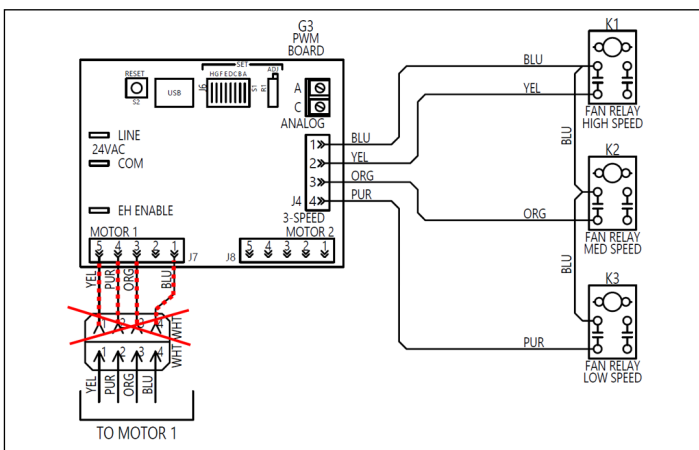 G3
PWM
BOARD
K1
SET
ADJ
RESET
HGFEDCBA
S2
USB
J6
S1
R1
A
C
ANALOG
BLU
YEL
FAN RELAY
HIGH SPEED
LINE
24VAC
COM
1
BLU
2
YEL
3
ORG
J4
4
PUR
3-SPEED
BLU
K2
EH ENABLE
ORG
FAN RELAY
MED SPEED
MOTOR 1
5 4 3 2 1
J7
MOTOR 2
J8
5 4 3 2 1
BLU
YEL
PUR
ORG
BLU
K3
1 2 3 4
WHT
WHT
1 2 3 4
PUR
FAN RELAY
LOW SPEED
YEL
PUR
ORG
BLU
TO MOTOR 1